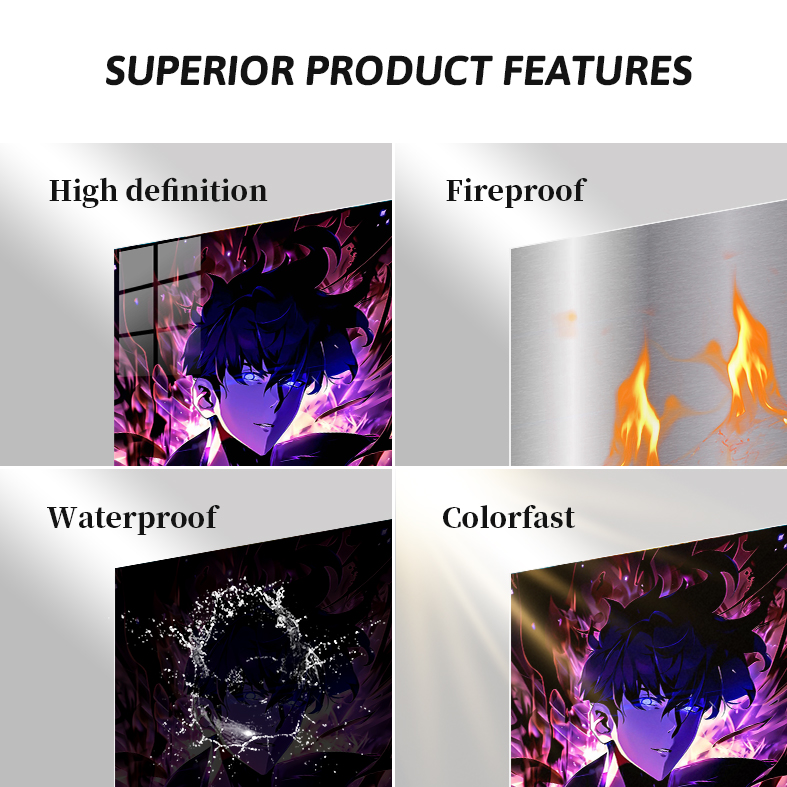 SUPERIOR PRODUCT FEATURES
High definition
Fireproof
Waterproof
Colorfast